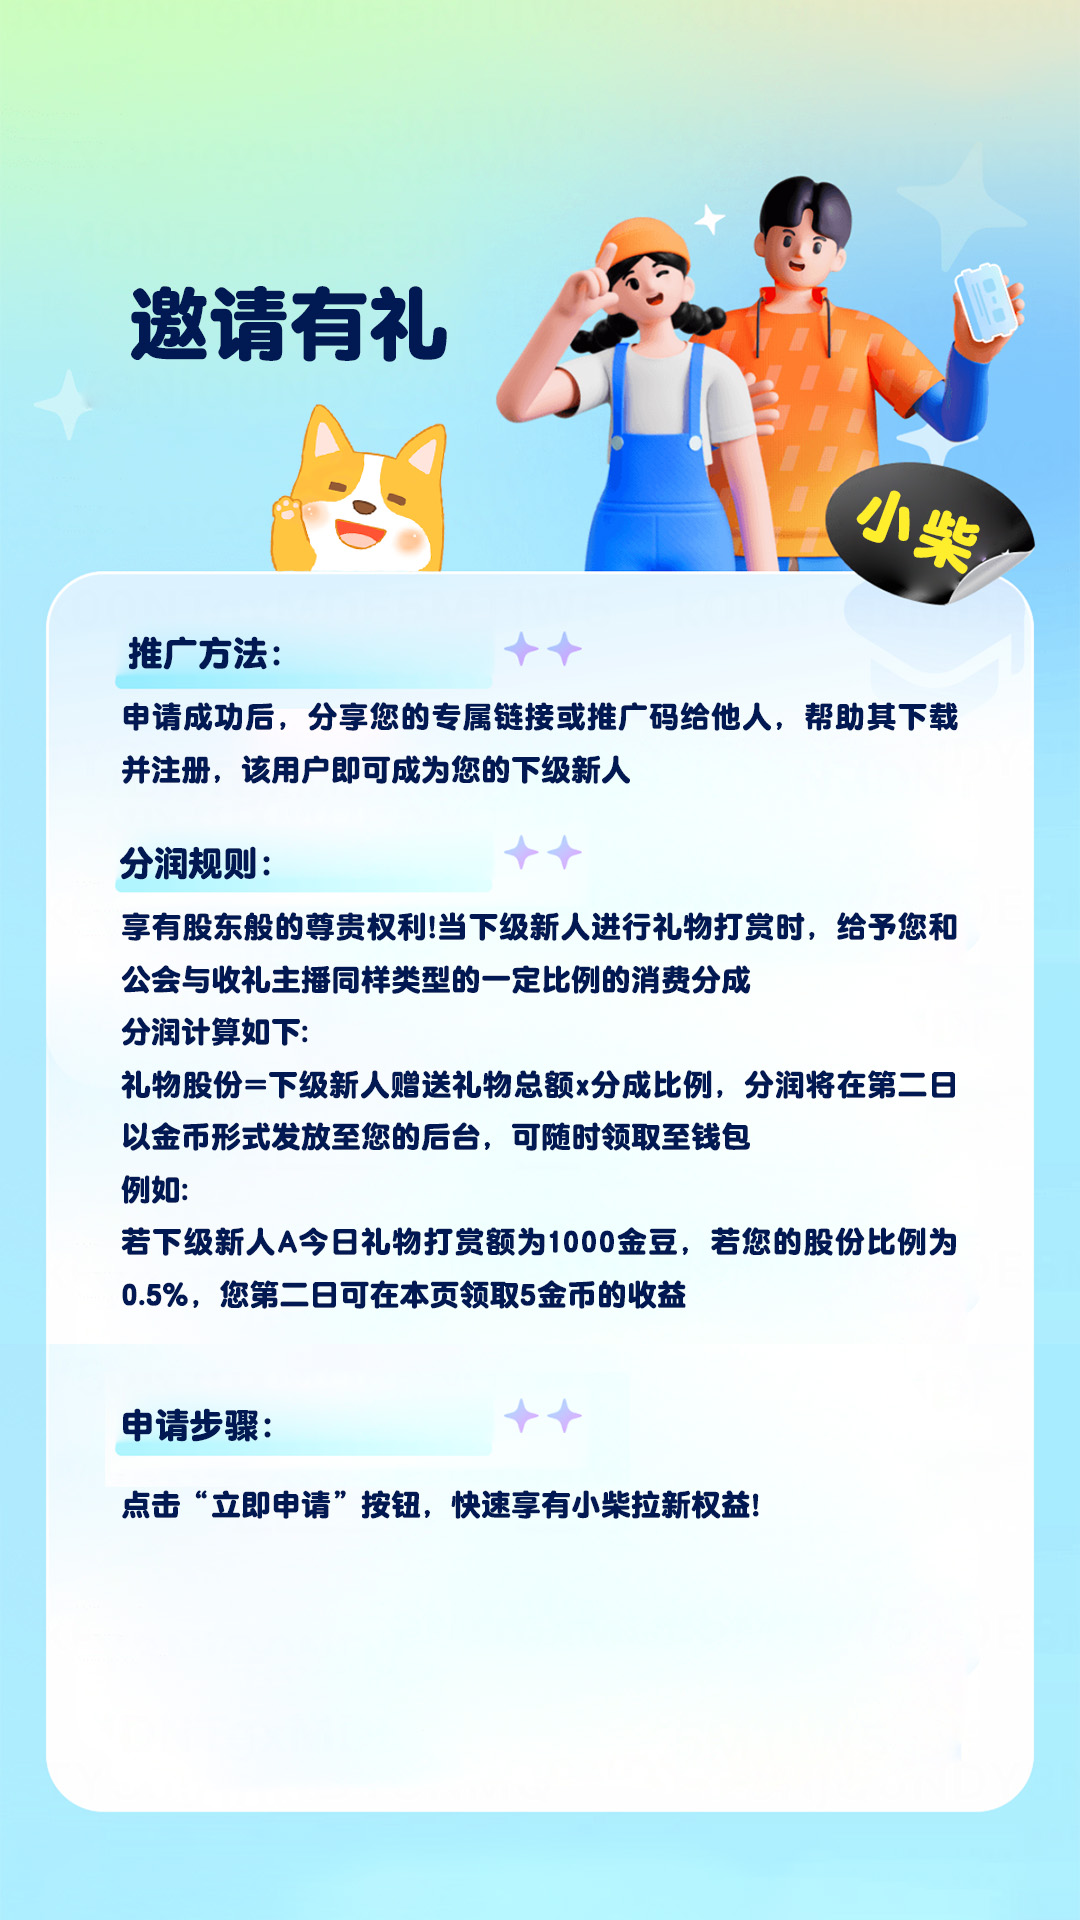 邀请有礼
小柴
推广方法：
申请成功后，分享您的专属链接或推广码给他人，帮助其下载
并注册，该用户即可成为您的下级新人
分润规则：
享有股东般的尊贵权利!当下级新人进行礼物打赏时，给予您和
公会与收礼主播同样类型的一定比例的消费分成
分润计算如下:
礼物股份=下级新人赠送礼物总额x分成比例，分润将在第二日
以金币形式发放至您的后台，可随时领取至钱包
例如:
若下级新人A今日礼物打赏额为1000金豆，若您的股份比例为
0.5%，您第二日可在本页领取5金币的收益
申请步骤：
点击“立即申请”按钮，快速享有小柴拉新权益!